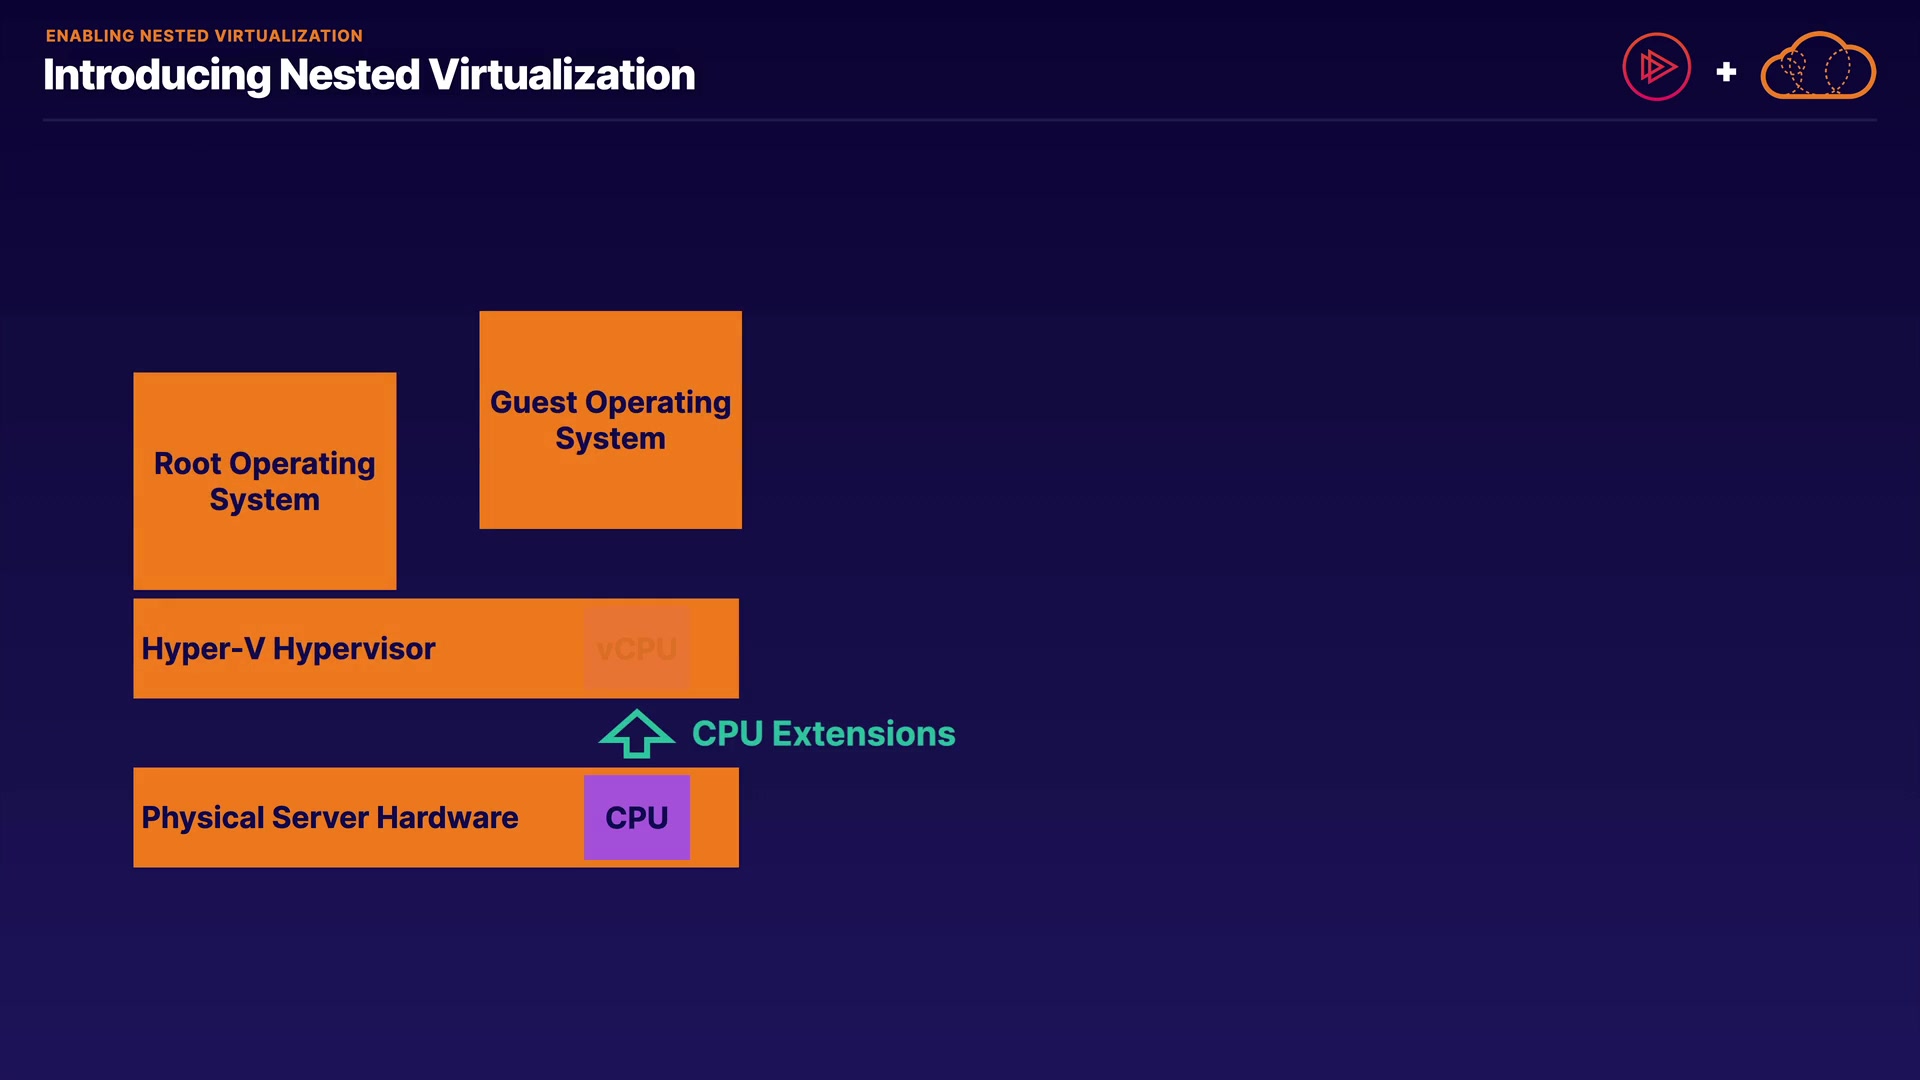 ENABLING NESTED VIRTUALIZATION
Introducing Nested Virtualization
+
Guest Operating
System
Root Operating
System
Hyper-V Hypervisor
vCPU
CPU Extensions
Physical Server Hardware
CPU